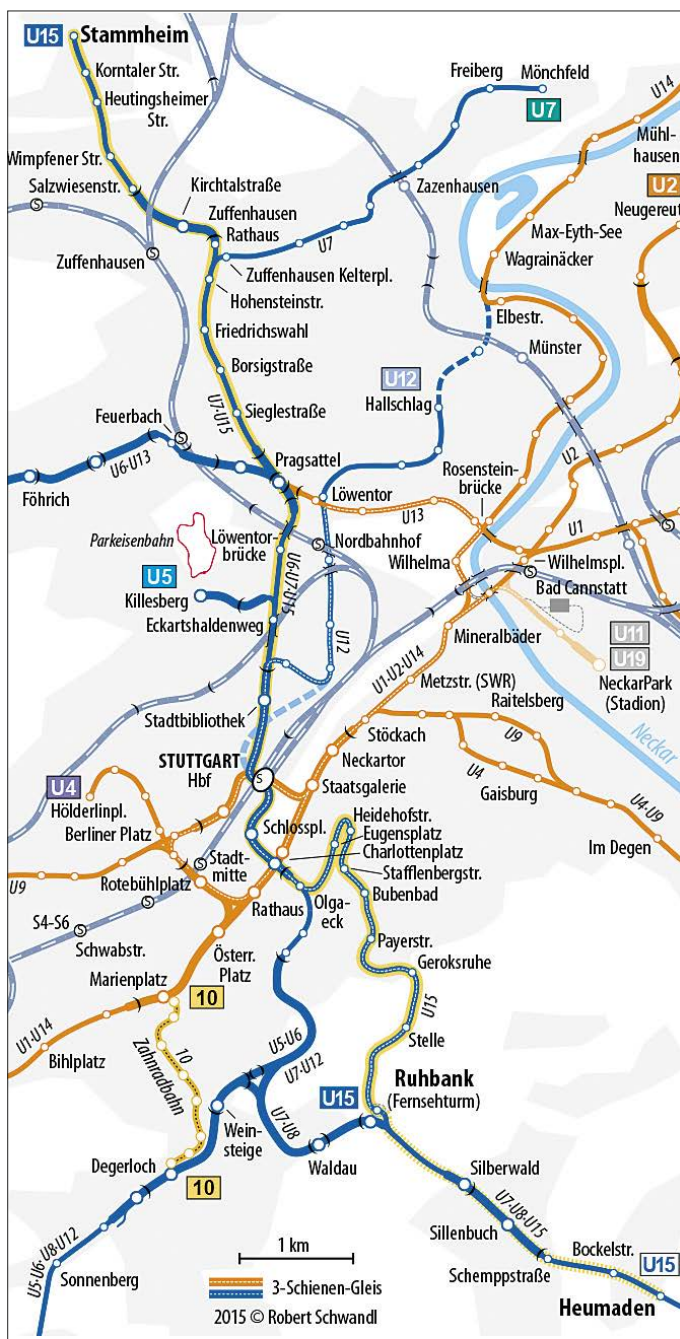 U15 Stammheim
Korntaler Str.
Heutingsheimer
Str.
Wimpfener Str.
Salzwiesenstr.
Kirchtalstraße
Zuffenhausen
Rathaus
Zuffenhausen
Zuffenhausen Kelterpl.
Hohensteinstr.
Friedrichswahl
Borsigstraße
Sieglestraße
U7-U15
U7
Freiberg
Mönchfeld
U7
Zazenhausen
U14
Mühl-
hausen
U2
Neugereut
Max-Eyth-See
Wagrainäcker
Elbestr.
Münster
U12
Hallschlag
Feuerbach
U6-U13
Föhrich
Pragsattel
Löwentor
U13
Rosenstein-
brücke
U2
U1
Parkeisenbahn
Löwentor-
brücke
Nordbahnhof
Wilhelma
Wilhelmspl.
Bad Cannstatt
U5
Killesberg
Eckartshaldenweg
U6-U7-U15
U12
Mineralbäder
U11
U19
NeckarPark
(Stadion)
U1-U2-U14
Metzstr. (SWR)
Raitelsberg
Neckar
Stadtbibliothek
Stöckach
U9
STUTTGART
Hbf
S
Neckartor
Staatsgalerie
U4
Gaisburg
U4-U9
Im Degen
U4
Hölderlinpl.
Berliner Platz
Schlosspl.
Heidehofstr.
Eugensplatz
Charlottenplatz
Stafflenbergstr.
Bubenbad
U9
Stadt-
mitte
Rotebühlplatz
Rathaus
Olga-
eck
S4-S6
Schwabstr.
Österr.
Platz
Payerstr.
Geroksruhe
U15
Stelle
Marienplatz
10
U1-U14
Bihlplatz
10
Zahnradbahn
U5-U6
U7-U12
U7-U8
Ruhbank
(Fernsehturm)
U15
Wein-
steige
Waldau
Degerloch
10
Silberwald
U7-U8-U15
Sillenbuch
Schemppstraße
Bockelstr.
U15
Heumaden
U5-U6-U8-U12
Sonnenberg
1 km
3-Schienen-Gleis
2015 © Robert Schwandl